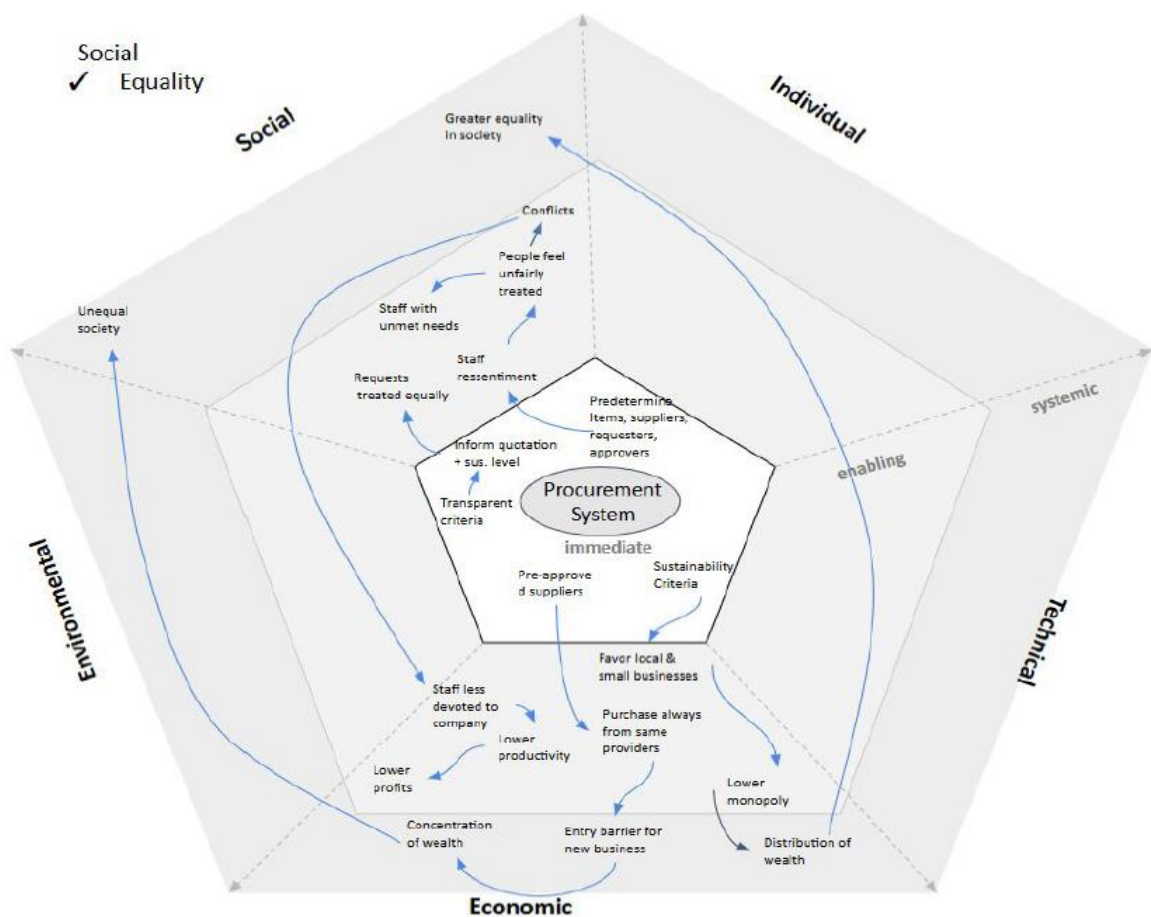 Social
✓ Equality
Social
Individual
Greater equality
in society
Conflicts
People feel
unfairly
treated
Staff with
unmet needs
Unequal
society
Staff
ressentiment
Requests
treated equally
Predetermine
Items, suppliers,
requesters,
approvers
systemic
enabling
Inform quotation
+ sus. level
Transparent
criteria
Procurement
System
immediate
Pre-approve
d suppliers
Sustainability
Criteria
Environmental
Technical
Favor local &
small businesses
Staff less
devoted to
company
Purchase always
from same
providers
Lower
productivity
Lower
profits
Lower
monopoly
Concentration
of wealth
Entry barrier for
new business
Distribution of
wealth
Economic